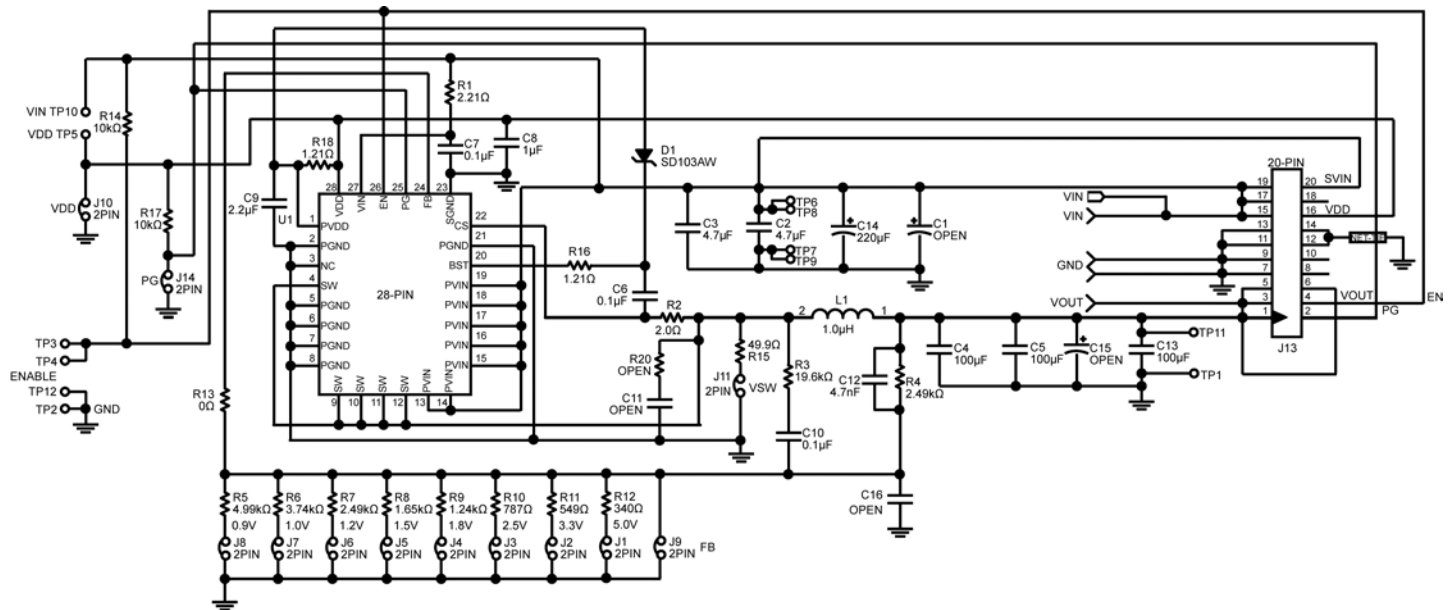 R1
2.21Ω
VIN TP10
R14
10kΩ
VDD TP5
R18
1.21Ω
C7
0.1µF
C8
1µF
D1
SD103AW
20-PIN
C9
2.2µF
U1
28 27 26 25 24 23
VDD VIN EN PG FB SGND
J10
VDD 2PIN
R17
10kΩ
J14
PG 2PIN
1 PVDD
2 PGND
3 NC
4 SW
5 PGND
6 PGND
7 PGND
8 PGND
28-PIN
CS 22
PGND 21
BST 20
PVIN 19
PVIN 18
PVIN 17
PVIN 16
PVIN 15
SW SW SW SW PVIN PVIN
9 10 11 12 13 14
R16
1.21Ω
C6
0.1µF
R2
2.0Ω
C3
4.7µF
C2
4.7µF
TP6
TP8
TP7
TP9
C14
220µF
C1
OPEN
VIN
VIN
GND
VOUT
19 20 SVIN
17 18
15 16 VDD
13 14
11 12
9 10
7 8
5 6
3 4 VOUT EN
1 2 PG
J13
TP3
TP4
ENABLE
TP12
TP2
GND
R13
0Ω
R20
OPEN
C11
OPEN
49.9Ω
R15
J11
2PIN
VSW
2 L1 1
1.0µH
R3
19.6kΩ
C10
0.1µF
C12
4.7nF
R4
2.49kΩ
C4
100µF
C5
100µF
C15
OPEN
C13
100µF
TP11
TP1
R5
4.99kΩ
0.9V
J8
2PIN
R6
3.74kΩ
1.0V
J7
2PIN
R7
2.49kΩ
1.2V
J6
2PIN
R8
1.65kΩ
1.5V
J5
2PIN
R9
1.24kΩ
1.8V
J4
2PIN
R10
787Ω
2.5V
J3
2PIN
R11
549Ω
3.3V
J2
2PIN
R12
340Ω
5.0V
J1
2PIN
J9
2PIN
FB
C16
OPEN